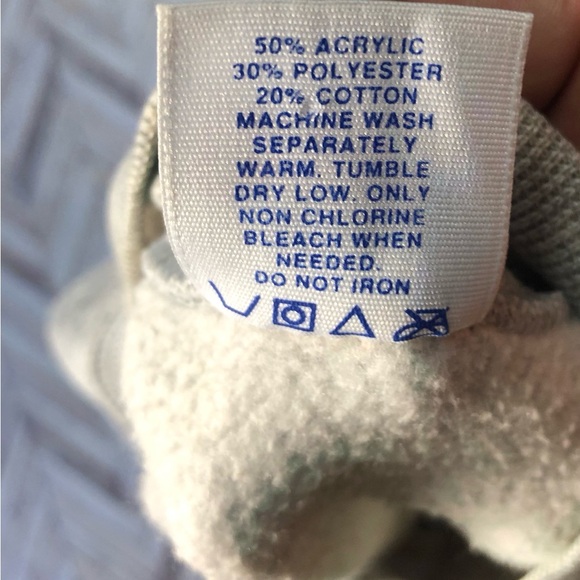 50% ACRYLIC
30% POLYESTER
20% COTTON
MACHINE WASH
SEPARATELY
WARM. TUMBLE
DRY LOW. ONLY
NON CHLORINE
BLEACH WHEN
NEEDED.
DO NOT IRON